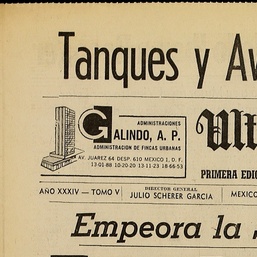 Tanques y Av
ADMINISTRACIONES
GALINDO, A. P.
ADMINISTRACION DE FINCAS URBANAS
AV. JUAREZ 64 DESP. 610 MEXICO 1, D. F.
13-01-88 10-20-20 13-11-23 18-66-53
Ult
PRIMERA EDIC
AÑO XXXIV — TOMO V
DIRECTOR GENERAL
JULIO SCHERER GARCIA
MEXICO
Empeora la